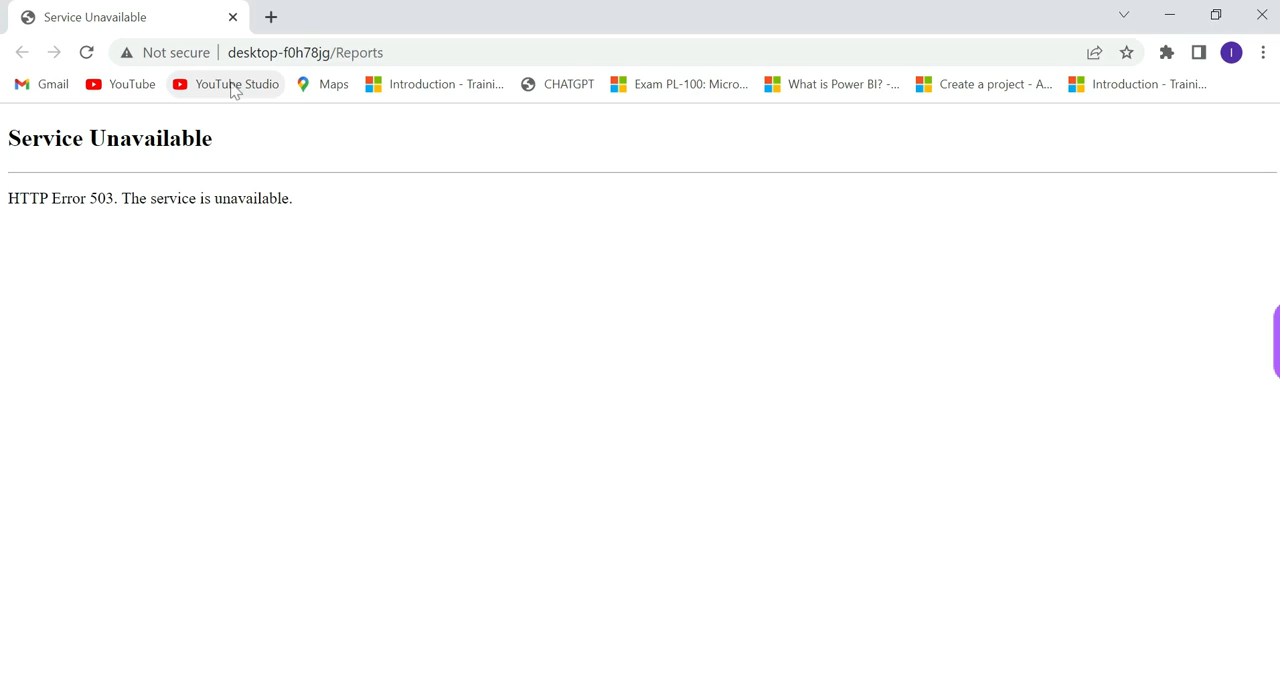 Service Unavailable
Not secure desktop-f0h78jg/Reports I
Gmail YouTube YouTube Studio Maps Introduction - Traini... CHATGPT Exam PL-100: Micro... What is Power BI? -... Create a project - A... Introduction - Traini...
Service Unavailable
HTTP Error 503. The service is unavailable.